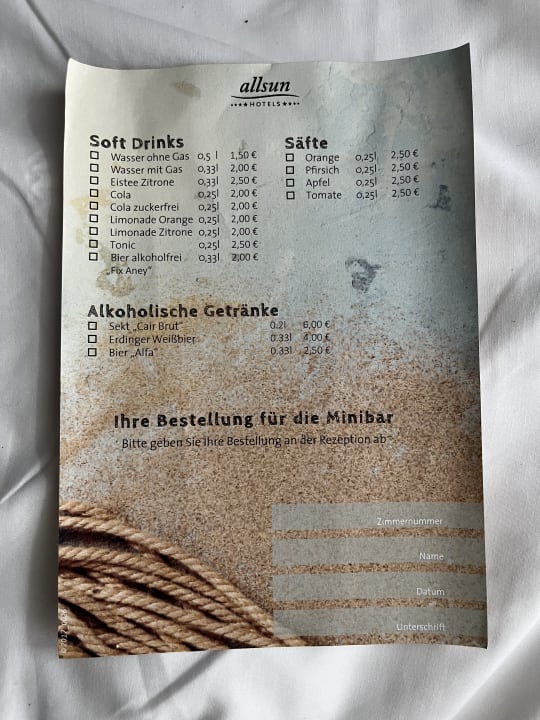 allsun
HOTELS
Soft Drinks
Wasser ohne Gas 0,5 l 1,50 €
Wasser mit Gas 0,33l 2,00 €
Eistee Zitrone 0,33l 2,50 €
Cola 0,25l 2,00 €
Cola zuckerfrei 0,25l 2,00 €
Limonade Orange 0,25l 2,00 €
Limonade Zitrone 0,25l 2,00 €
Tonic 0,25l 2,50 €
Bier alkoholfrei 0,33l 2,00 €
„Fix Aney“
Säfte
Orange 0,25l 2,50 €
Pfirsich 0,25l 2,50 €
Apfel 0,25l 2,50 €
Tomate 0,25l 2,50 €
Alkoholische Getränke
Sekt „Cair Brut“ 0.2l 6,00 €
Erdinger Weißbier 0.33l 4,00 €
Bier „Alfa“ 0.33l 2,50 €
Ihre Bestellung für die Minibar
Bitte geben Sie Ihre Bestellung an der Rezeption ab
Zimmernummer
Name
Datum
Unterschrift